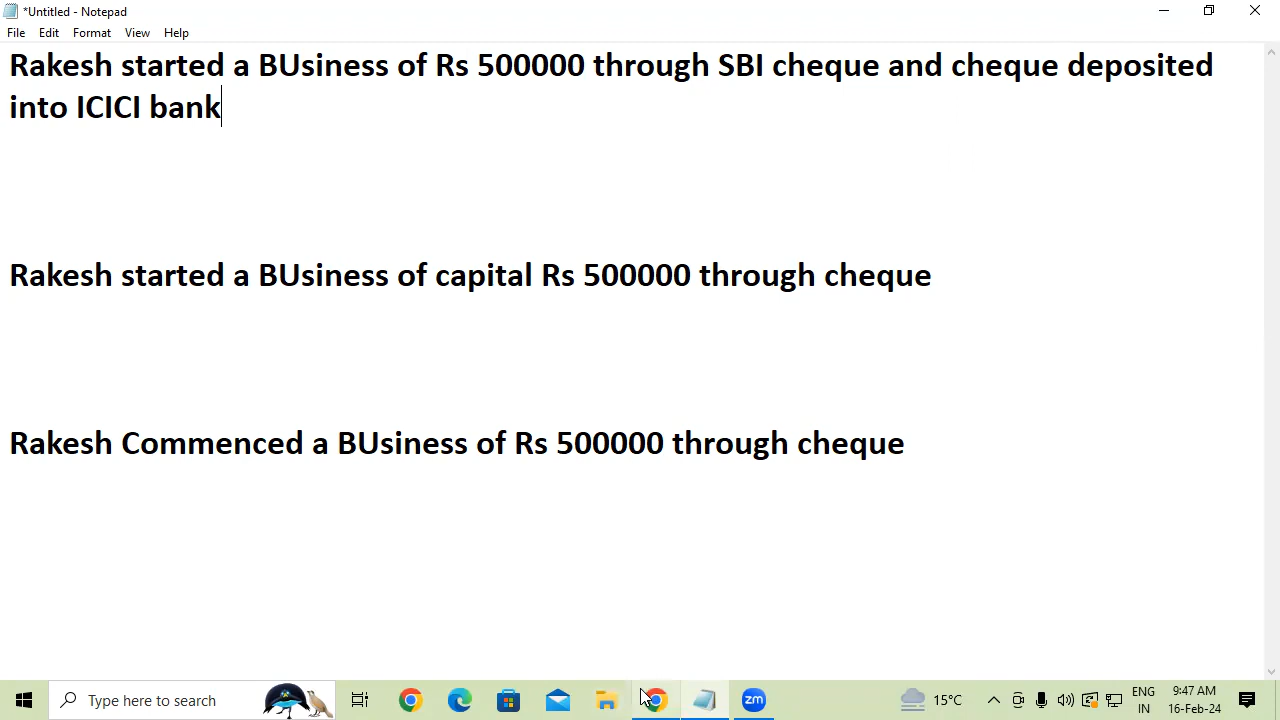 *Untitled - Notepad
File Edit Format View Help
Rakesh started a BUsiness of Rs 500000 through SBI cheque and cheque deposited
into ICICI bank
Rakesh started a BUsiness of capital Rs 500000 through cheque
Rakesh Commenced a BUsiness of Rs 500000 through cheque
Type here to search
zm
15°C
ENG
IN
9:47 AM
16-Feb-24